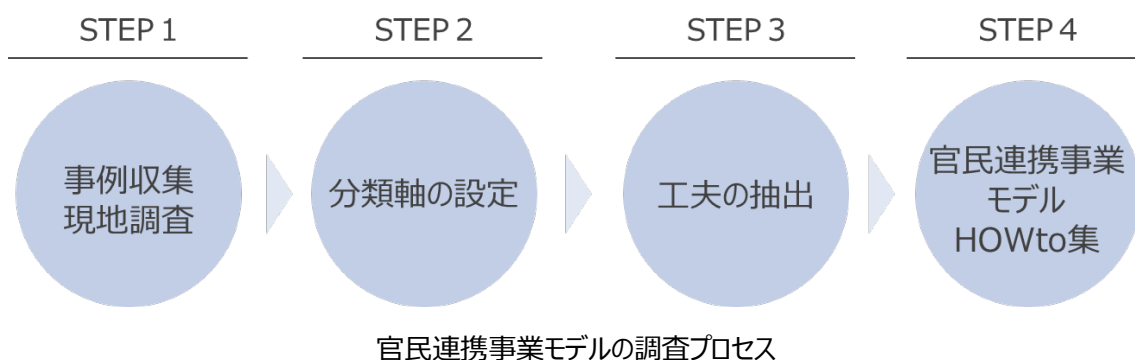 STEP 1
STEP 2
STEP 3
STEP 4
事例収集
現地調査
分類軸の設定
工夫の抽出
官民連携事業
モデル
HOWto集
官民連携事業モデルの調査プロセス